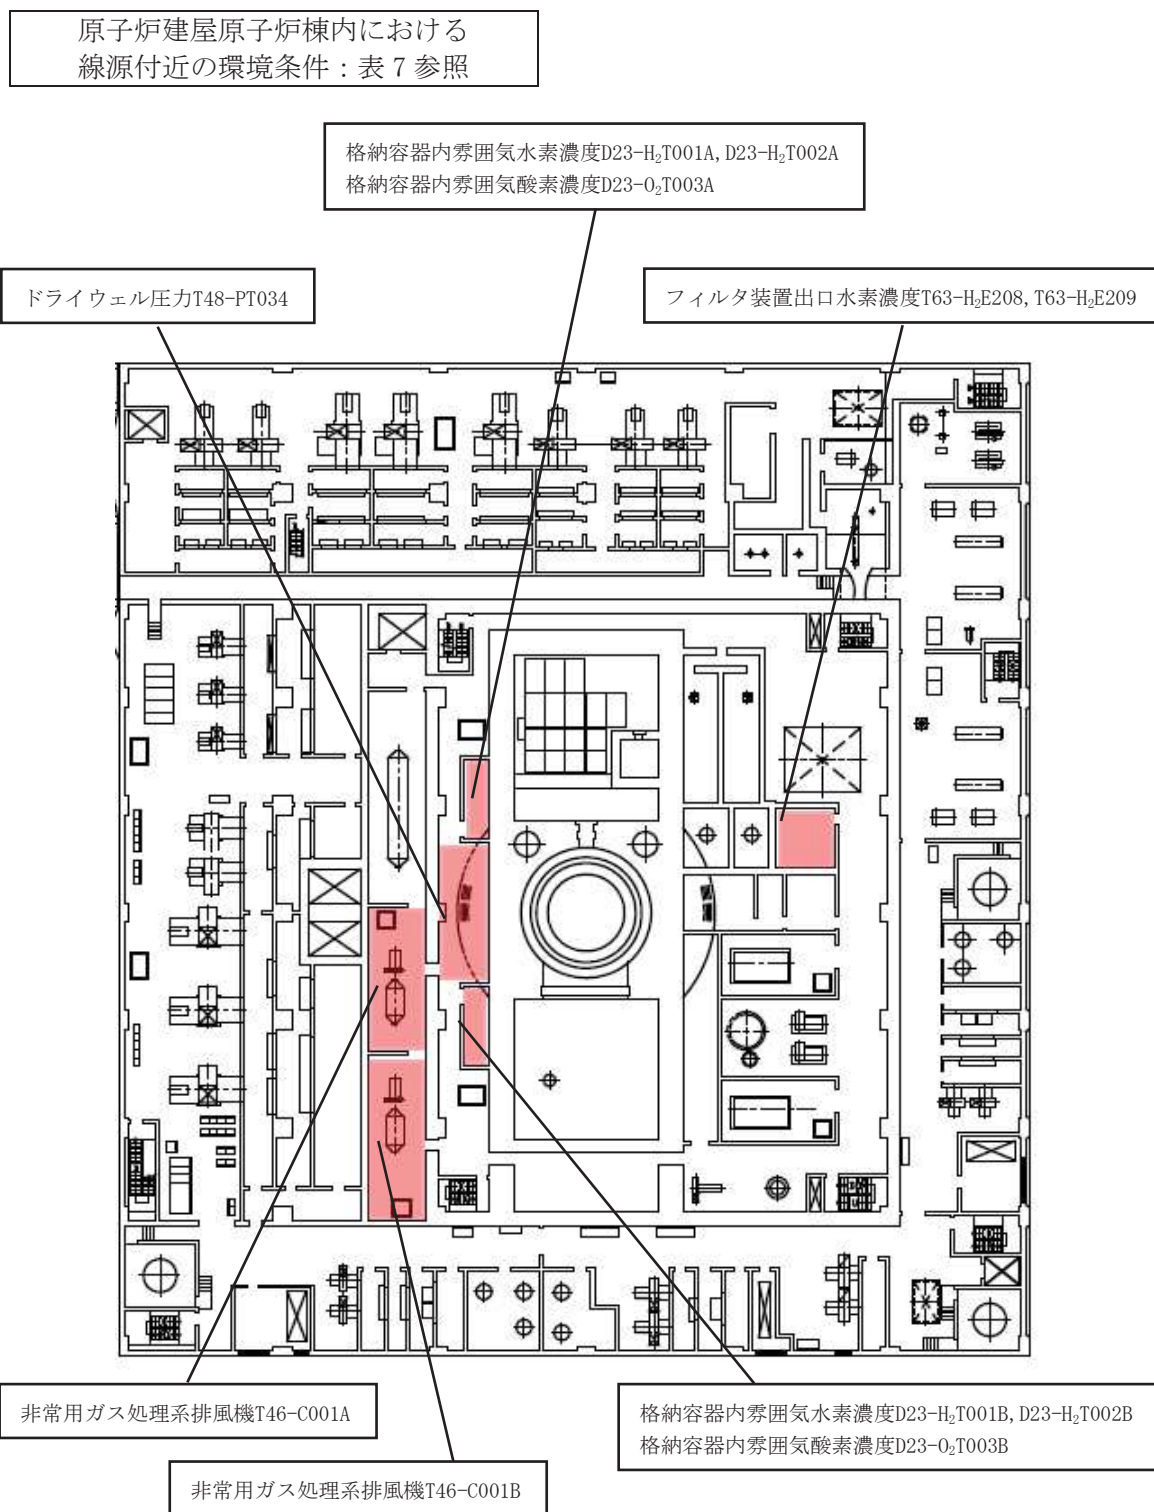 原子炉建屋原子炉棟内における
線源付近の環境条件：表７参照
格納容器内雰囲気水素濃度D23-H₂T001A, D23-H₂T002A
格納容器内雰囲気酸素濃度D23-O₂T003A
ドライウェル圧力T48-PT034
フィルタ装置出口水素濃度T63-H₂E208, T63-H₂E209
非常用ガス処理系排風機T46-C001A
格納容器内雰囲気水素濃度D23-H₂T001B, D23-H₂T002B
格納容器内雰囲気酸素濃度D23-O₂T003B
非常用ガス処理系排風機T46-C001B